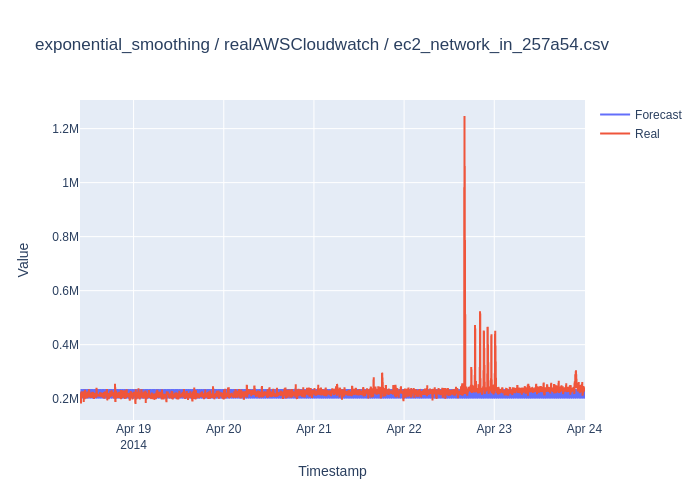 exponential_smoothing / realAWSCloudwatch / ec2_network_in_257a54.csv
Forecast
Real
1.2M
1M
0.8M
0.6M
0.4M
0.2M
Value
Apr 19
2014
Apr 20
Apr 21
Apr 22
Apr 23
Apr 24
Timestamp